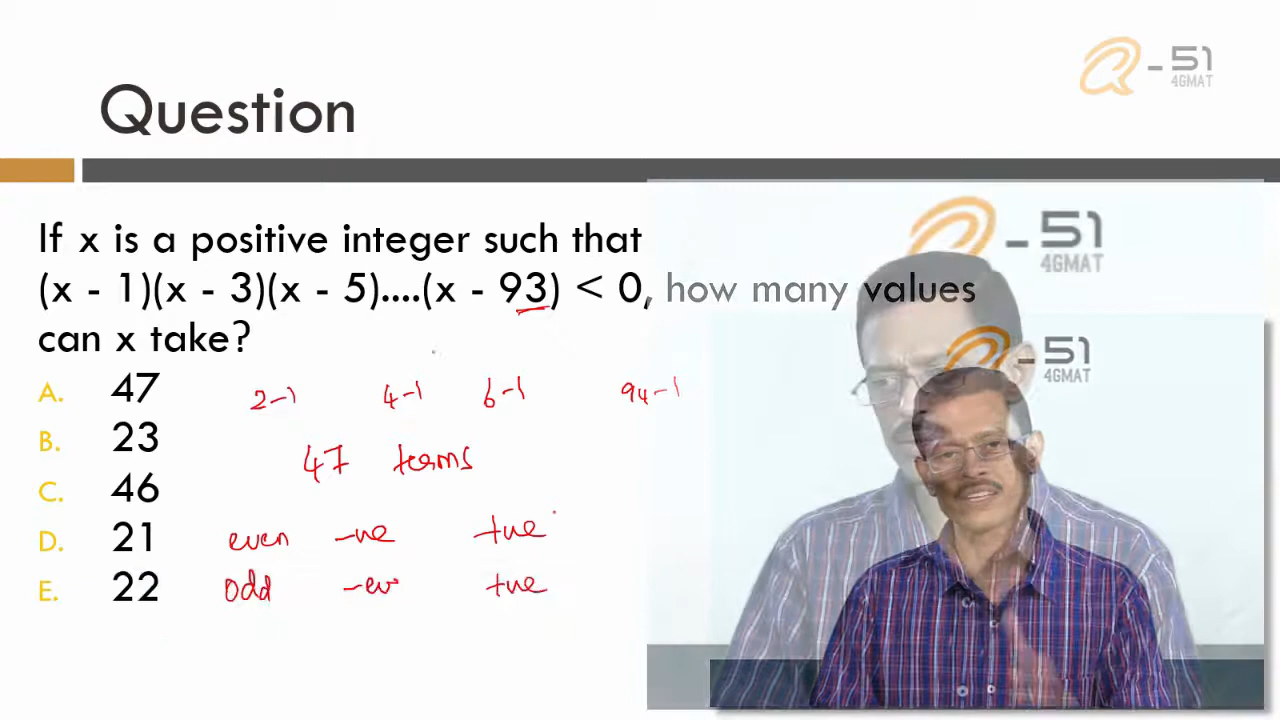 Q-51
4GMAT
Question
Q-51
4GMAT
If x is a positive integer such that
(x - 1)(x - 3)(x - 5)....(x - 93) < 0, how many values
can x take?
Q-51
4GMAT
A. 47
2-1 4-1 6-1 94-1
B. 23
47 terms
C. 46
D. 21
even -ve +ve
E. 22
odd -ev +ve